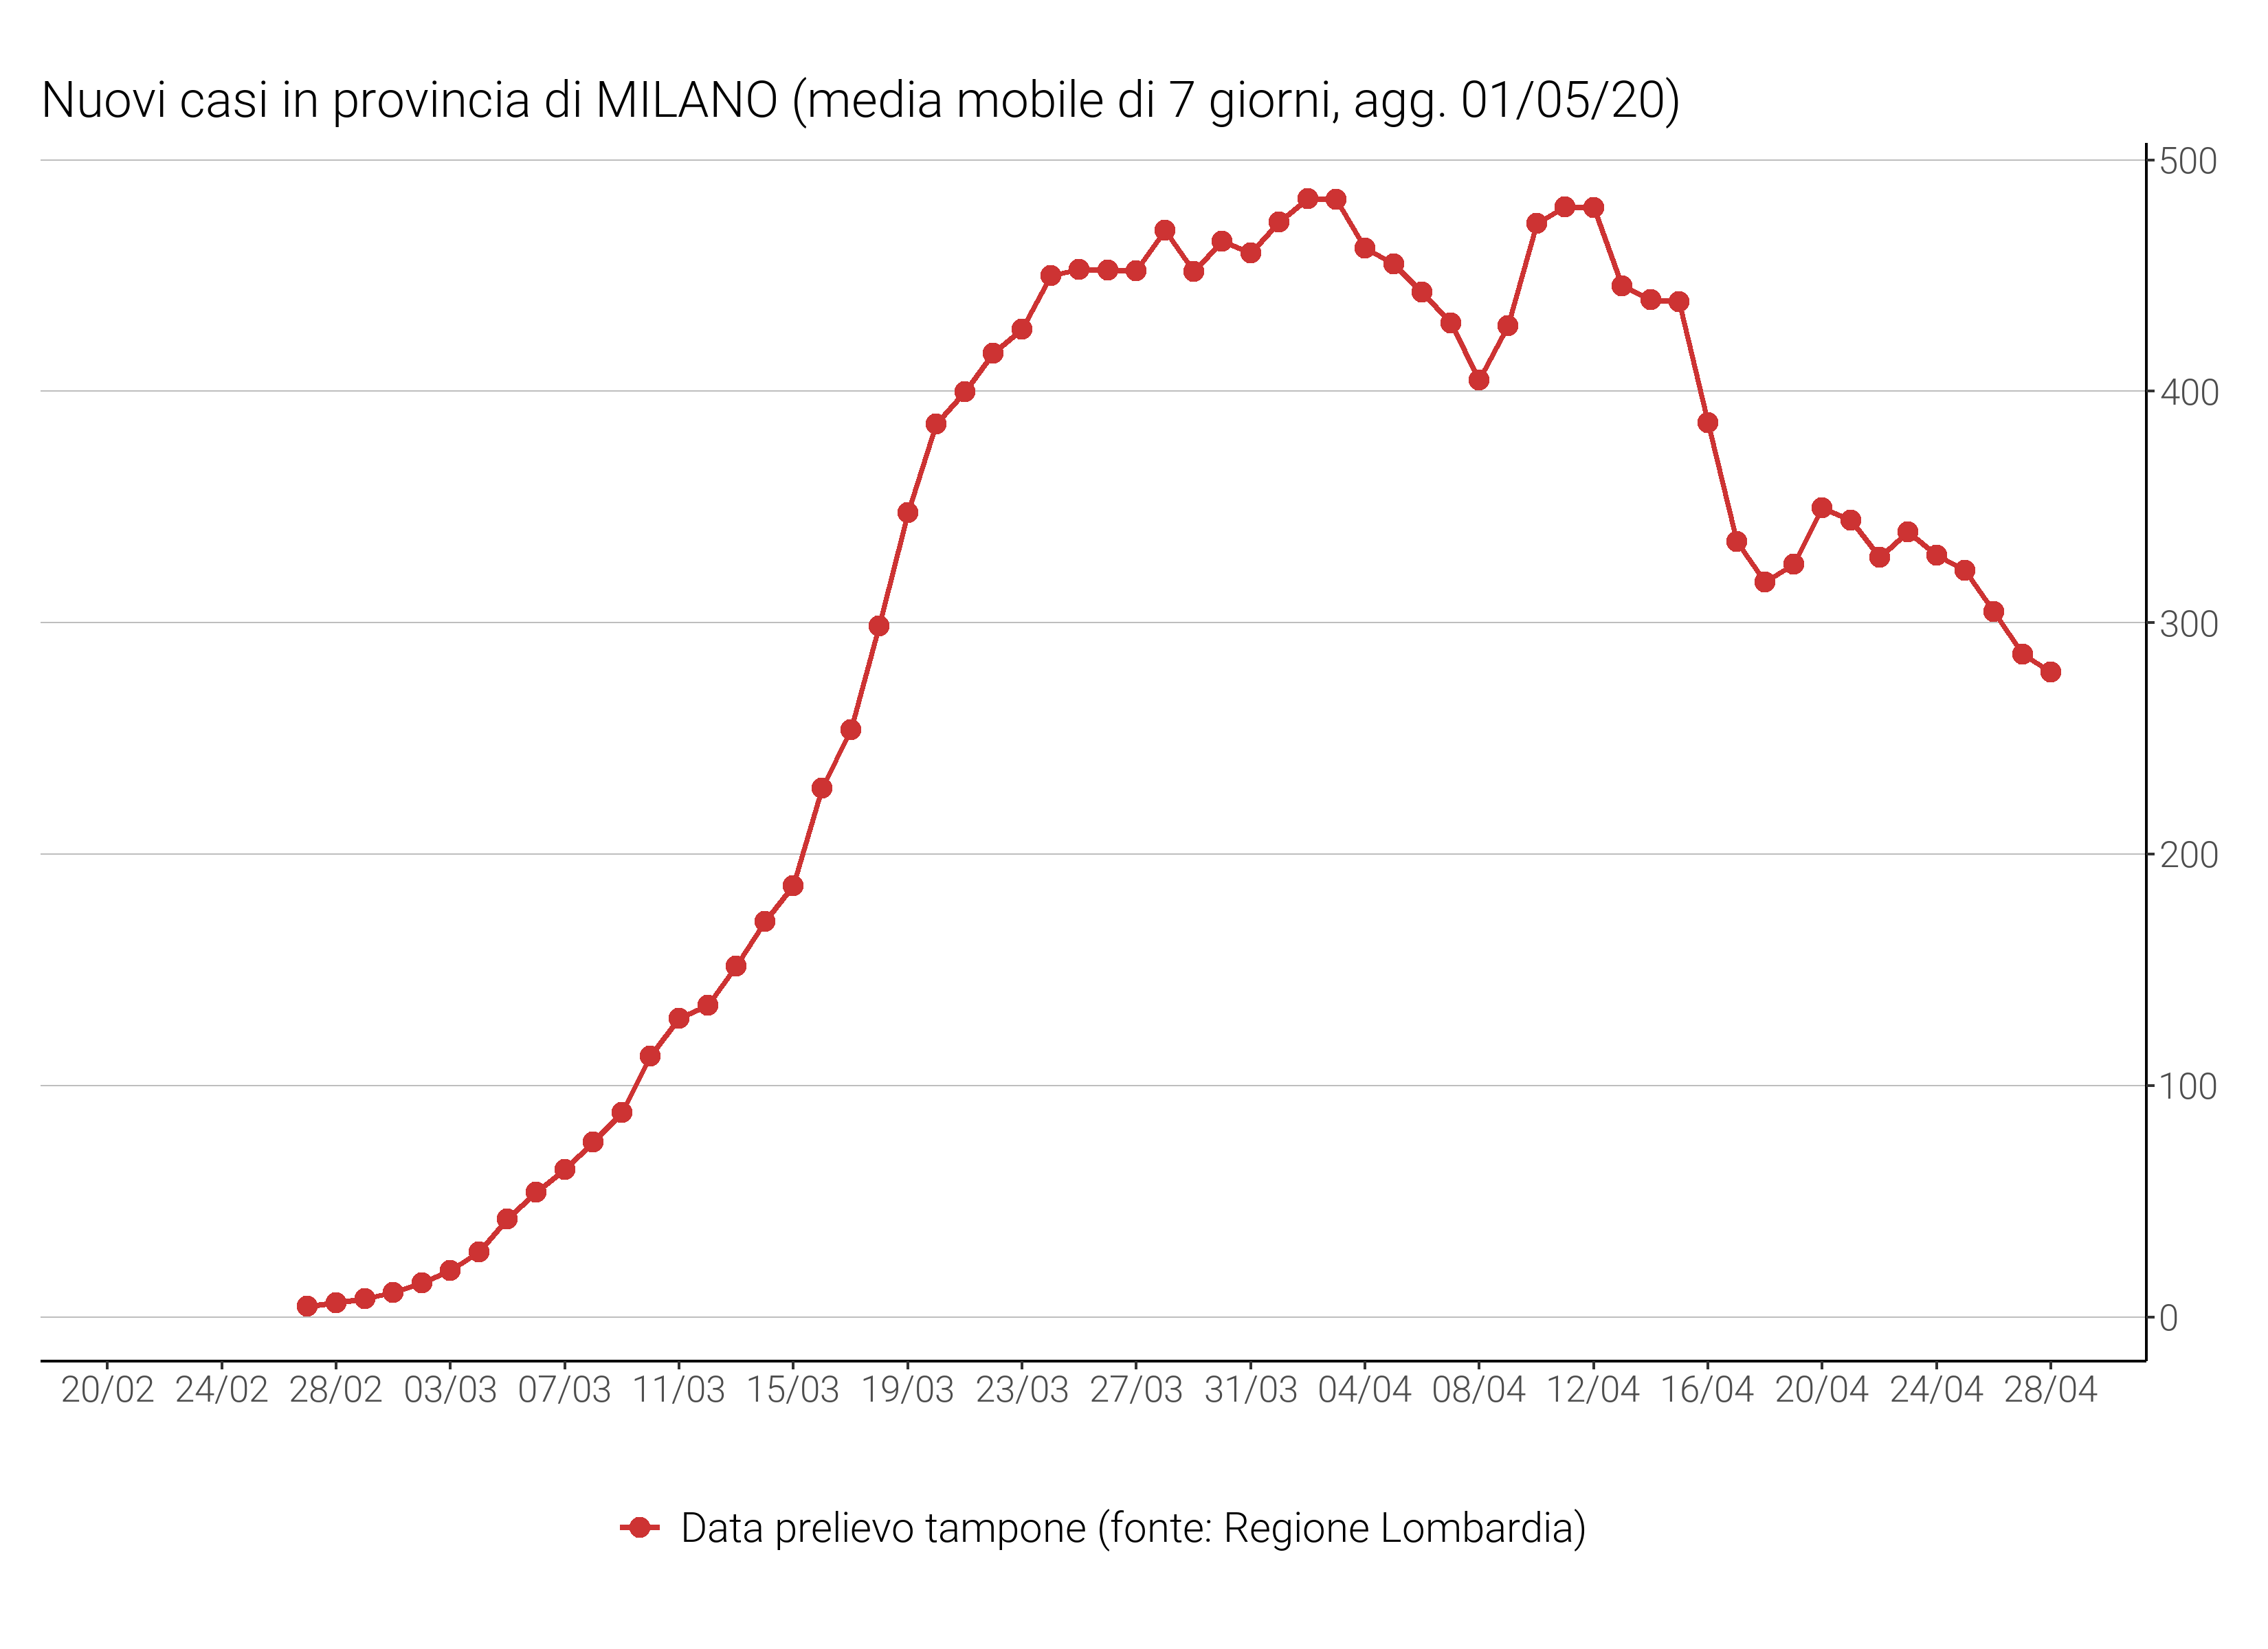 Nuovi casi in provincia di MILANO (media mobile di 7 giorni, agg. 01/05/20)
500
400
300
200
100
0
20/02 24/02 28/02 03/03 07/03 11/03 15/03 19/03 23/03 27/03 31/03 04/04 08/04 12/04 16/04 20/04 24/04 28/04
Data prelievo tampone (fonte: Regione Lombardia)